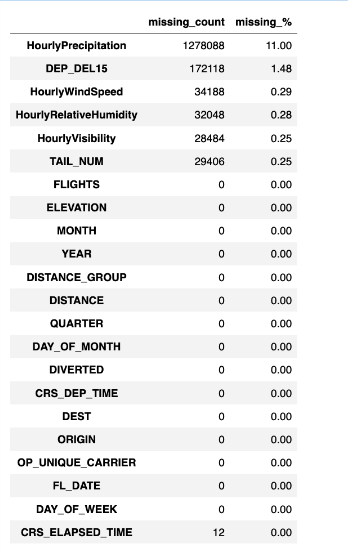 missing_count missing_%
HourlyPrecipitation 1278088 11.00
DEP_DEL15 172118 1.48
HourlyWindSpeed 34188 0.29
HourlyRelativeHumidity 32048 0.28
HourlyVisibility 28484 0.25
TAIL_NUM 29406 0.25
FLIGHTS 0 0.00
ELEVATION 0 0.00
MONTH 0 0.00
YEAR 0 0.00
DISTANCE_GROUP 0 0.00
DISTANCE 0 0.00
QUARTER 0 0.00
DAY_OF_MONTH 0 0.00
DIVERTED 0 0.00
CRS_DEP_TIME 0 0.00
DEST 0 0.00
ORIGIN 0 0.00
OP_UNIQUE_CARRIER 0 0.00
FL_DATE 0 0.00
DAY_OF_WEEK 0 0.00
CRS_ELAPSED_TIME 12 0.00